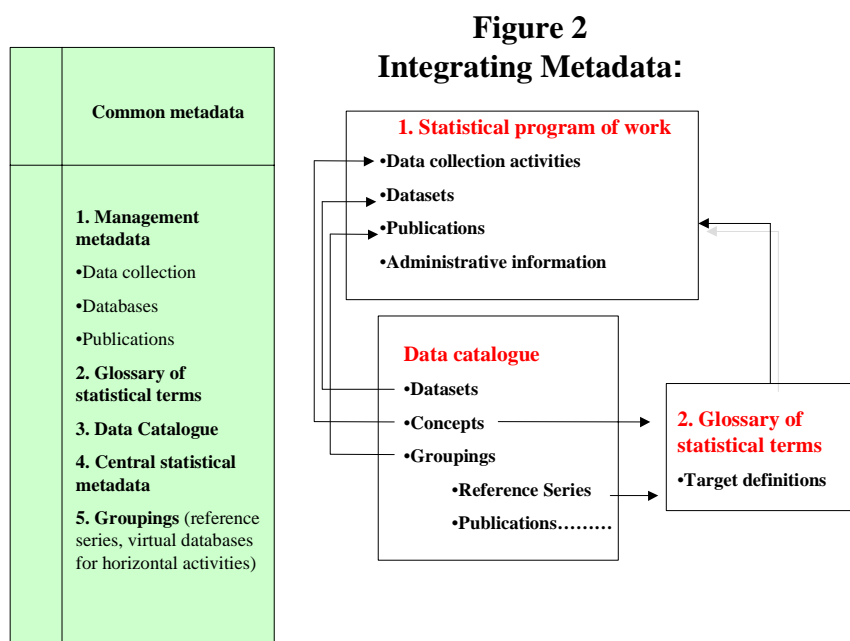 Figure 2
Integrating Metadata:
Common metadata
1. Management
metadata
•Data collection
•Databases
•Publications
2. Glossary of
statistical terms
3. Data Catalogue
4. Central statistical
metadata
5. Groupings (reference
series, virtual databases
for horizontal activities)
1. Statistical program of work
•Data collection activities
•Datasets
•Publications
•Administrative information
Data catalogue
•Datasets
•Concepts
•Groupings
•Reference Series
•Publications………
2. Glossary of
statistical terms
•Target definitions